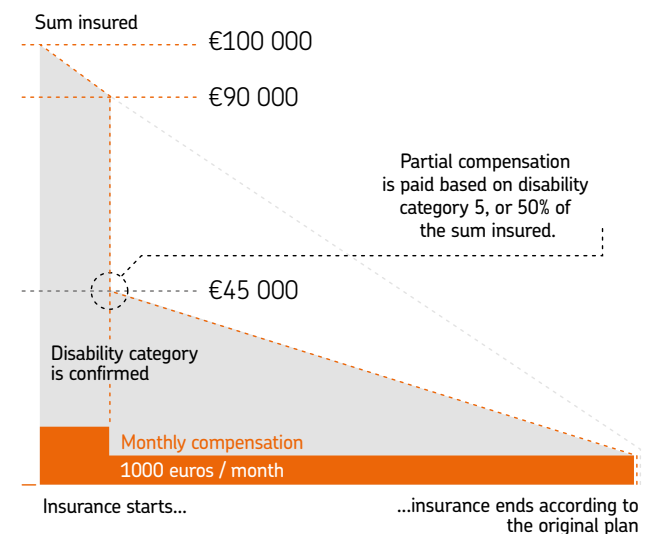 Sum insured
€100 000
€90 000
Partial compensation
is paid based on disability
category 5, or 50% of
the sum insured.
€45 000
Disability category
is confirmed
Monthly compensation
1000 euros / month
Insurance starts...
...insurance ends according to
the original plan